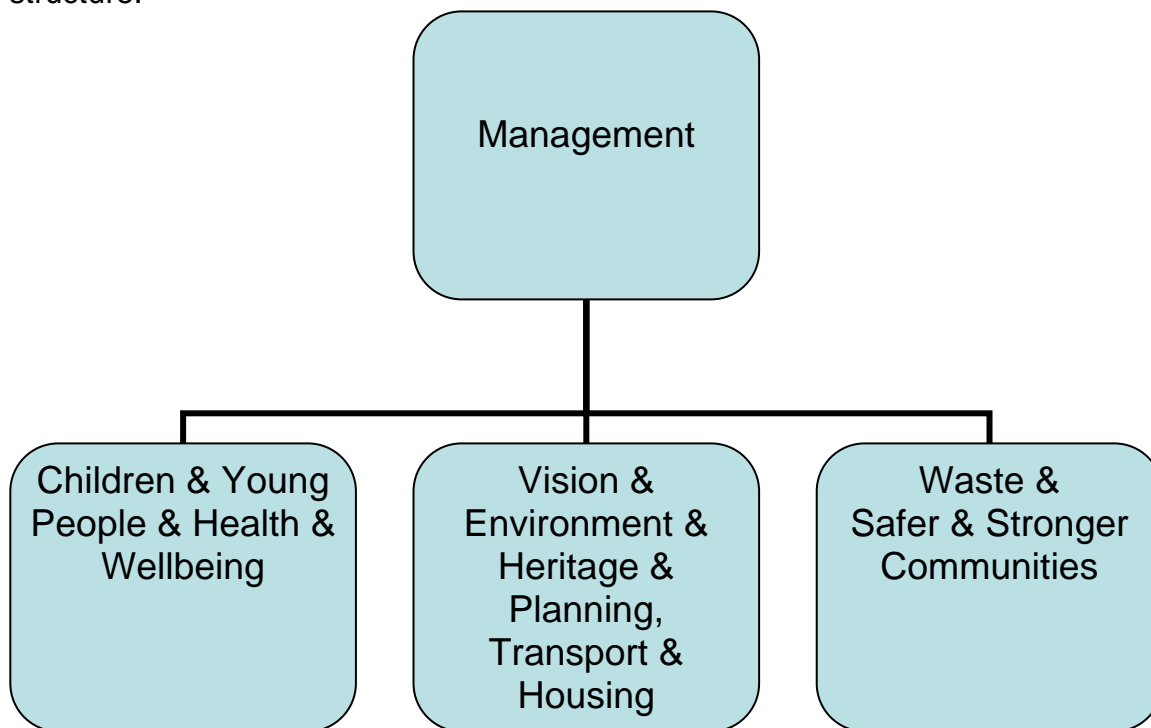 structure.
Management
Children & Young
People & Health &
Wellbeing
Vision &
Environment &
Heritage &
Planning,
Transport &
Housing
Waste &
Safer & Stronger
Communities